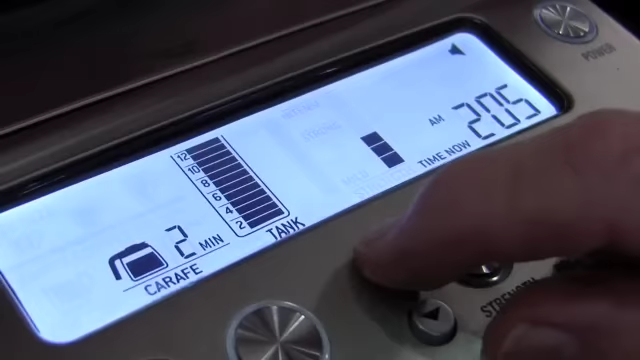 POWER
AM 205
TIME NOW
12
10
8
6
4
2
TANK
2 MIN
CARAFE
STRENGTH